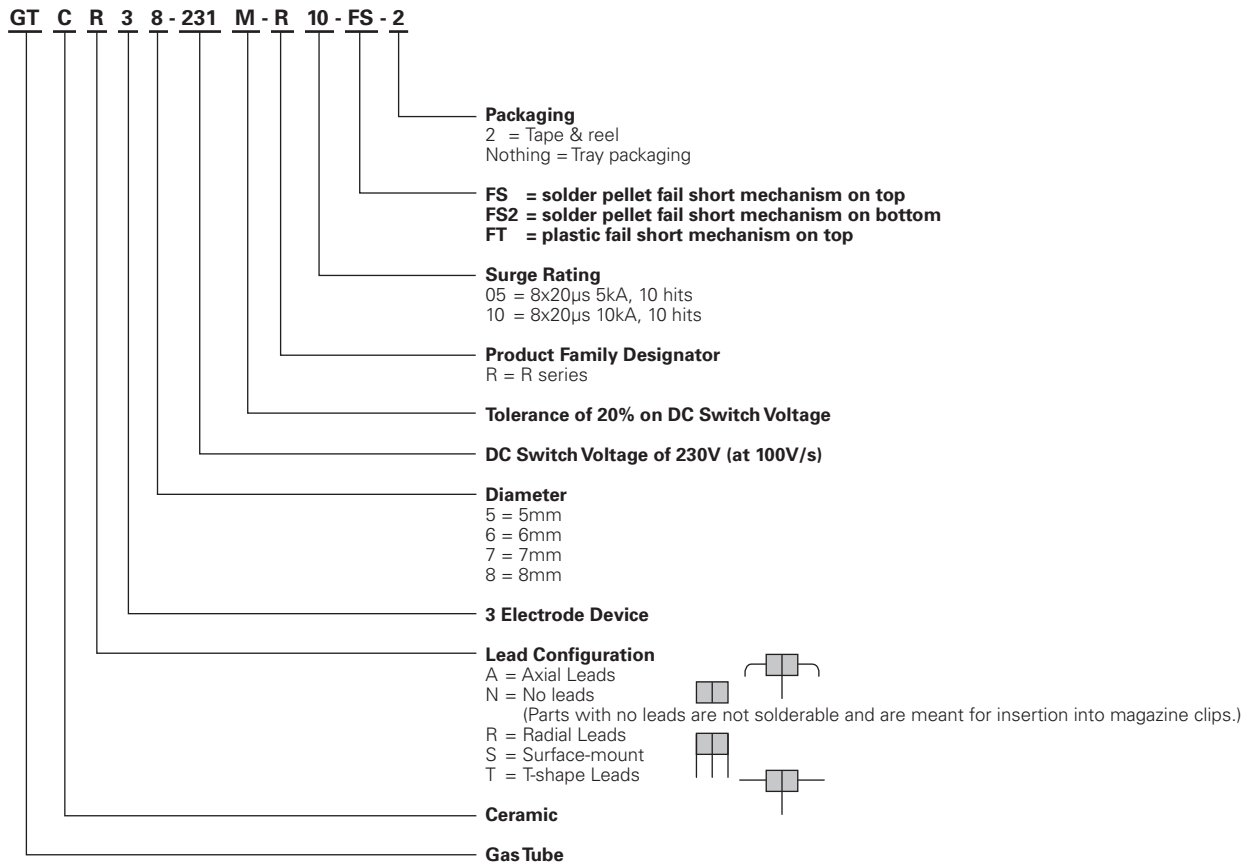 GT C R 3 8 - 231 M - R 10 - FS - 2
Packaging
2 = Tape & reel
Nothing = Tray packaging
FS = solder pellet fail short mechanism on top
FS2 = solder pellet fail short mechanism on bottom
FT = plastic fail short mechanism on top
Surge Rating
05 = 8x20µs 5kA, 10 hits
10 = 8x20µs 10kA, 10 hits
Product Family Designator
R = R series
Tolerance of 20% on DC Switch Voltage
DC Switch Voltage of 230V (at 100V/s)
Diameter
5 = 5mm
6 = 6mm
7 = 7mm
8 = 8mm
3 Electrode Device
Lead Configuration
A = Axial Leads
N = No leads
(Parts with no leads are not solderable and are meant for insertion into magazine clips.)
R = Radial Leads
S = Surface-mount
T = T-shape Leads
Ceramic
Gas Tube